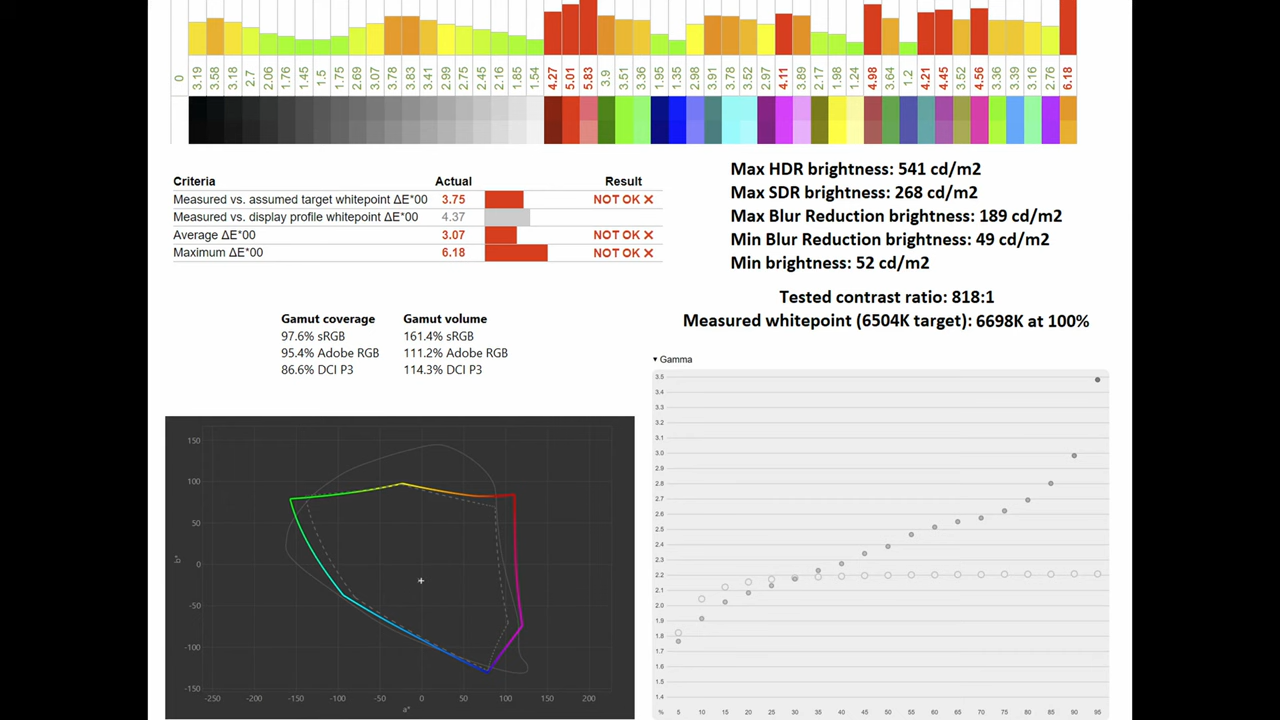 0 3.19 3.58 3.18 2.7 2.06 1.76 1.45 1.5 1.75 2.69 3.07 3.78 3.83 3.41 2.99 2.75 2.45 2.16 1.85 1.54 4.27 5.01 5.83 3.9 3.51 3.36 1.95 1.35 2.98 3.91 3.78 3.52 2.97 4.11 3.89 2.17 1.98 1.24 4.98 3.64 1.2 4.21 4.45 3.52 4.56 3.36 3.39 3.16 2.76 6.18
Criteria Actual Result
Measured vs. assumed target whitepoint ΔE*00 3.75 NOT OK ✕
Measured vs. display profile whitepoint ΔE*00 4.37
Average ΔE*00 3.07 NOT OK ✕
Maximum ΔE*00 6.18 NOT OK ✕
Max HDR brightness: 541 cd/m2
Max SDR brightness: 268 cd/m2
Max Blur Reduction brightness: 189 cd/m2
Min Blur Reduction brightness: 49 cd/m2
Min brightness: 52 cd/m2
Tested contrast ratio: 818:1
Measured whitepoint (6504K target): 6698K at 100%
Gamut coverage Gamut volume
97.6% sRGB 161.4% sRGB
95.4% Adobe RGB 111.2% Adobe RGB
86.6% DCI P3 114.3% DCI P3
150
100
50
0
-50
-100
-150
b*
-250 -200 -150 -100 -50 0 50 100 150 200
a*
▾ Gamma
3.5
3.4
3.3
3.2
3.1
3.0
2.9
2.8
2.7
2.6
2.5
2.4
2.3
2.2
2.1
2.0
1.9
1.8
1.7
1.6
1.5
1.4
% 5 10 15 20 25 30 35 40 45 50 55 60 65 70 75 80 85 90 95